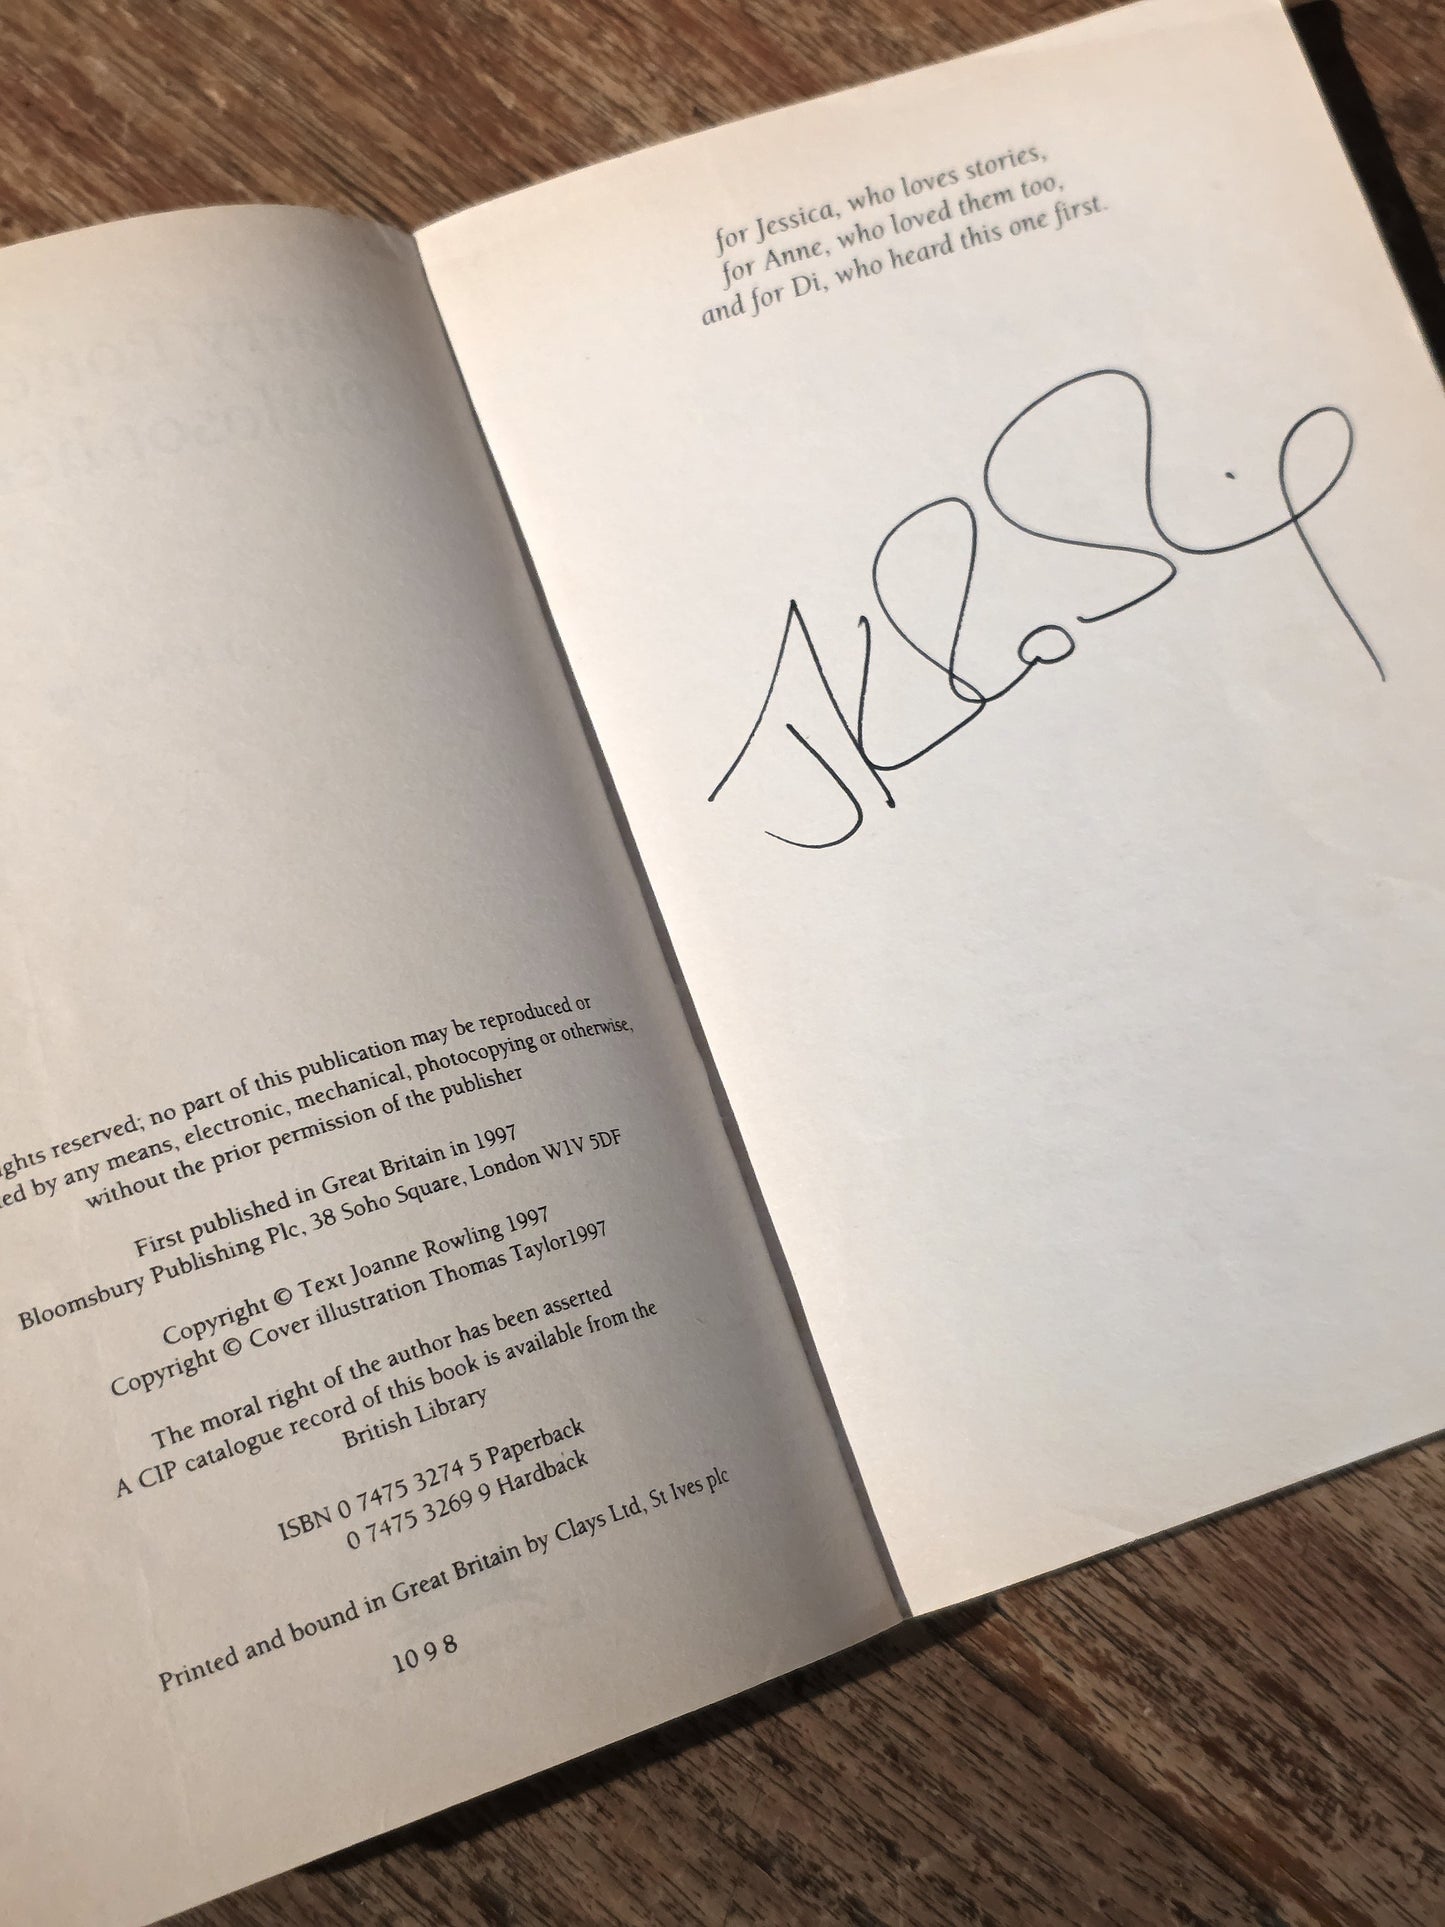 ghts reserved; no part of this publication may be reproduced or
ed by any means, electronic, mechanical, photocopying or otherwise,
without the prior permission of the publisher
First published in Great Britain in 1997
Bloomsbury Publishing Plc, 38 Soho Square, London W1V 5DF
Copyright © Text Joanne Rowling 1997
Copyright © Cover illustration Thomas Taylor1997
The moral right of the author has been asserted
A CIP catalogue record of this book is available from the
British Library
ISBN 0 7475 3274 5 Paperback
0 7475 3269 9 Hardback
Printed and bound in Great Britain by Clays Ltd, St Ives plc
10 9 8
for Jessica, who loves stories,
for Anne, who loved them too,
and for Di, who heard this one first.
JKRowling